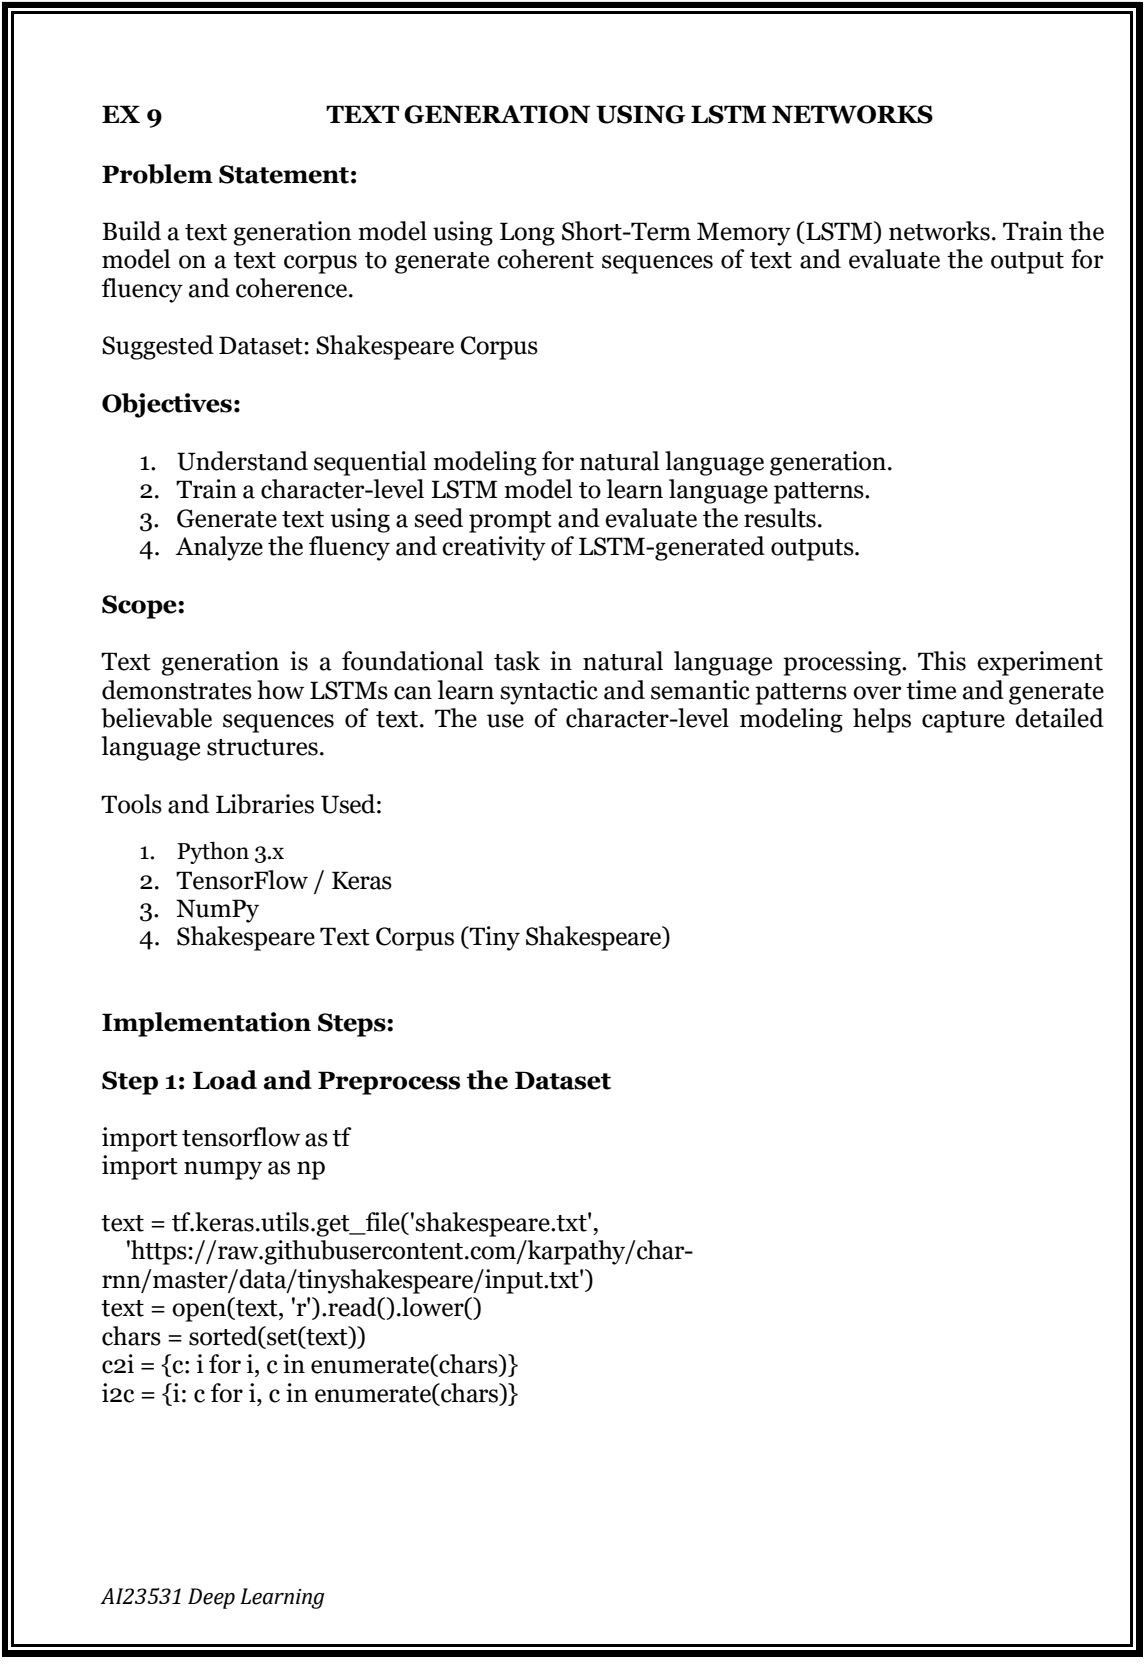 EX 9 TEXT GENERATION USING LSTM NETWORKS
Problem Statement:
Build a text generation model using Long Short-Term Memory (LSTM) networks. Train the
model on a text corpus to generate coherent sequences of text and evaluate the output for
fluency and coherence.
Suggested Dataset: Shakespeare Corpus
Objectives:
1. Understand sequential modeling for natural language generation.
2. Train a character-level LSTM model to learn language patterns.
3. Generate text using a seed prompt and evaluate the results.
4. Analyze the fluency and creativity of LSTM-generated outputs.
Scope:
Text generation is a foundational task in natural language processing. This experiment
demonstrates how LSTMs can learn syntactic and semantic patterns over time and generate
believable sequences of text. The use of character-level modeling helps capture detailed
language structures.
Tools and Libraries Used:
1. Python 3.x
2. TensorFlow / Keras
3. NumPy
4. Shakespeare Text Corpus (Tiny Shakespeare)
Implementation Steps:
Step 1: Load and Preprocess the Dataset
import tensorflow as tf
import numpy as np
text = tf.keras.utils.get_file('shakespeare.txt',
'https://raw.githubusercontent.com/karpathy/char-
rnn/master/data/tinyshakespeare/input.txt')
text = open(text, 'r').read().lower()
chars = sorted(set(text))
c2i = {c: i for i, c in enumerate(chars)}
i2c = {i: c for i, c in enumerate(chars)}
AI23531 Deep Learning